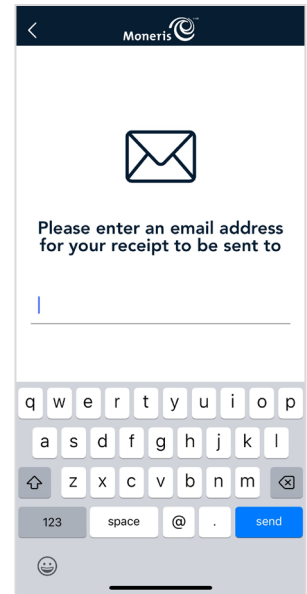 Moneris
Please enter an email address
for your receipt to be sent to
q w e r t y u i o p
a s d f g h j k l
z x c v b n m
123 space @ . send